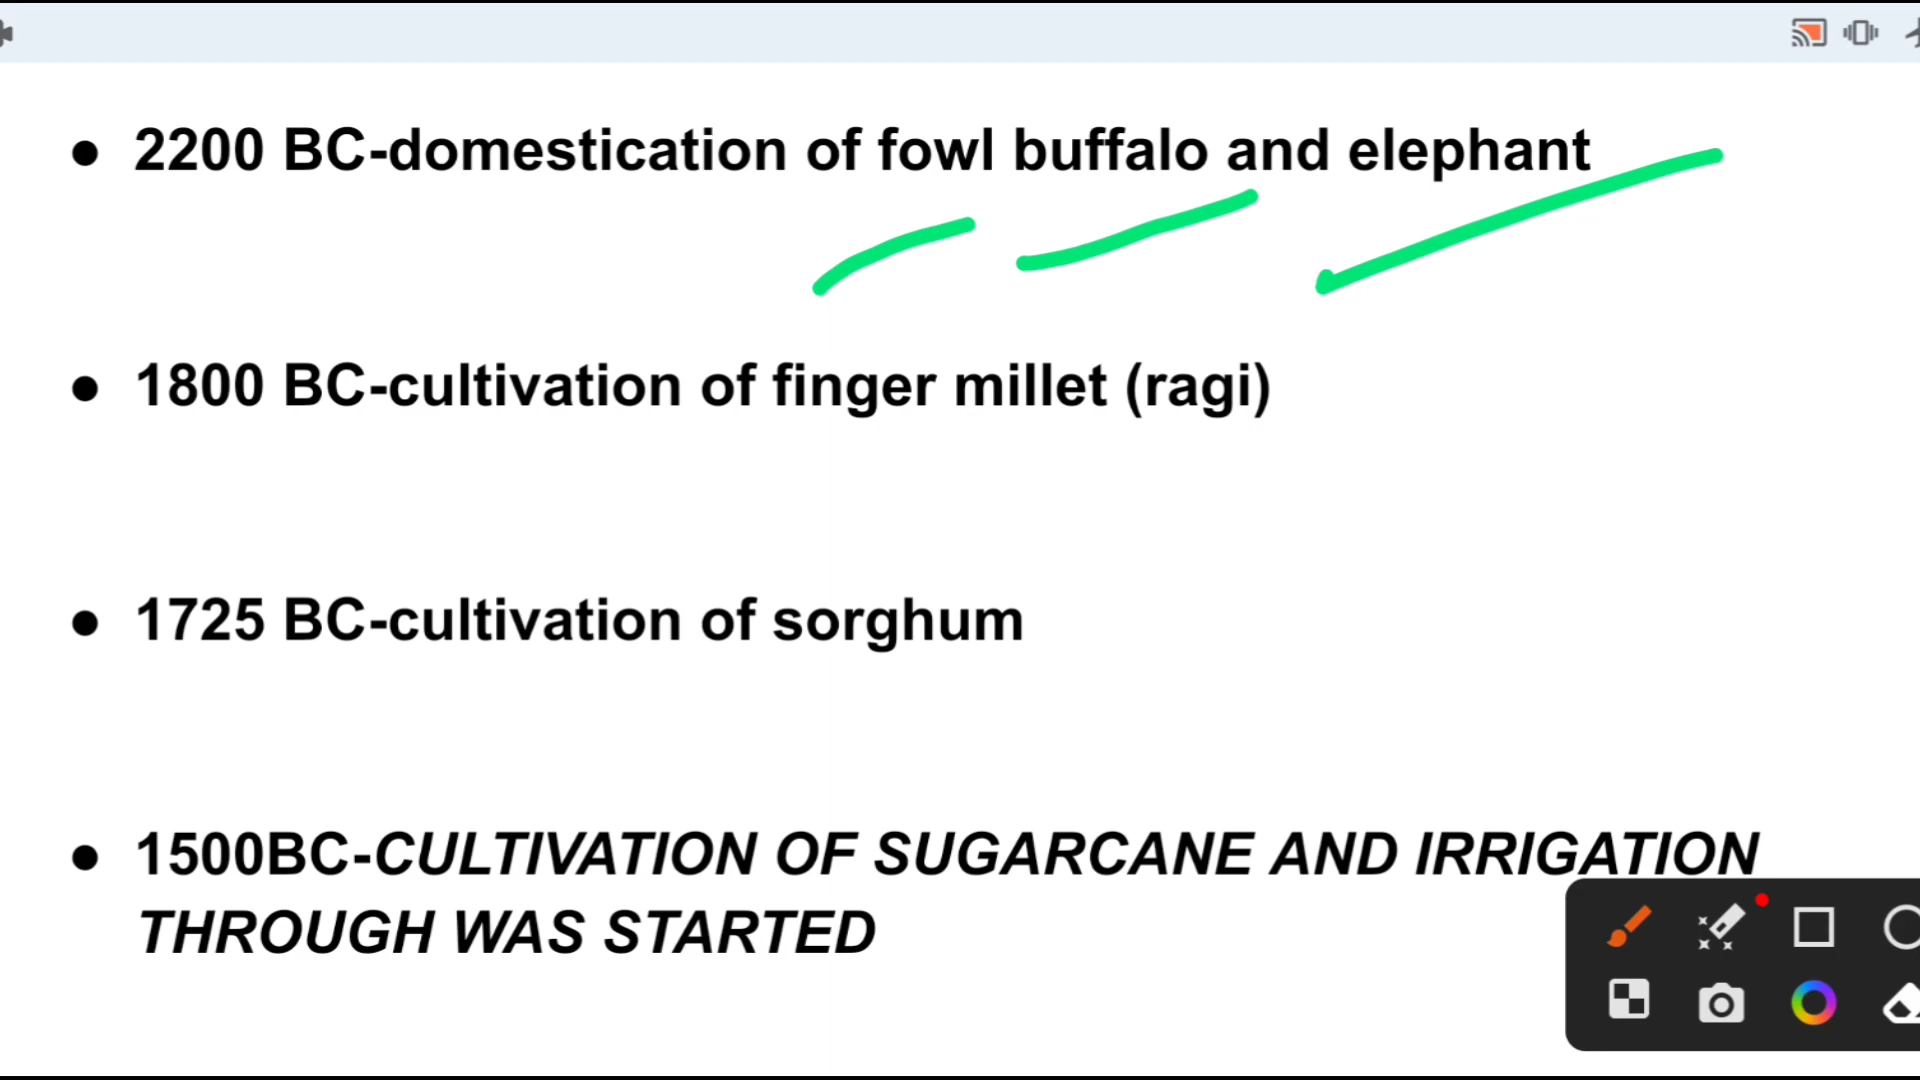 ● 2200 BC-domestication of fowl buffalo and elephant
● 1800 BC-cultivation of finger millet (ragi)
● 1725 BC-cultivation of sorghum
● 1500BC-CULTIVATION OF SUGARCANE AND IRRIGATION
THROUGH WAS STARTED